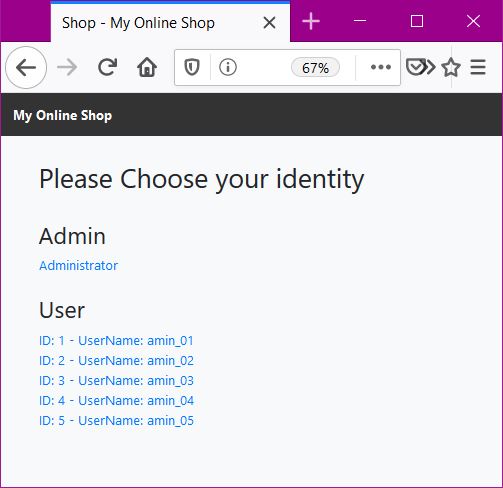 Shop - My Online Shop
67%
My Online Shop
Please Choose your identity
Admin
Administrator
User
ID: 1 - UserName: amin_01
ID: 2 - UserName: amin_02
ID: 3 - UserName: amin_03
ID: 4 - UserName: amin_04
ID: 5 - UserName: amin_05